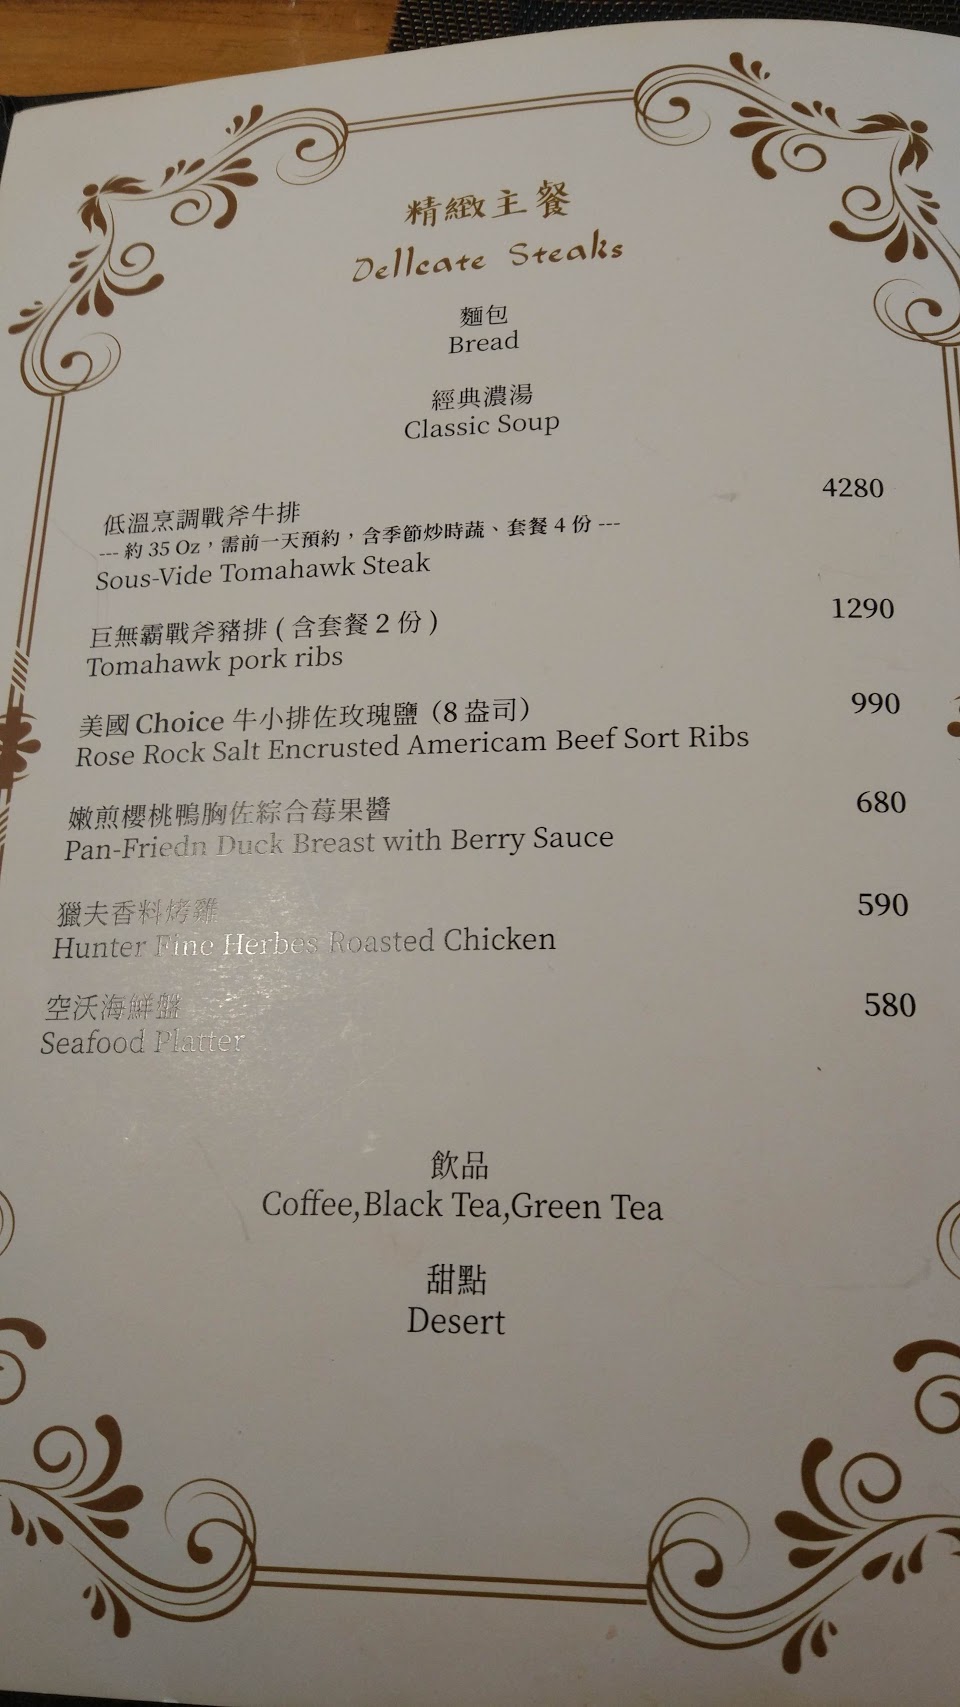 精緻主餐
Dellcate Steaks
麵包
Bread
經典濃湯
Classic Soup
低溫烹調戰斧牛排 4280
--- 約 35 Oz，需前一天預約，含季節炒時蔬、套餐 4 份 ---
Sous-Vide Tomahawk Steak
巨無霸戰斧豬排 ( 含套餐 2 份 ) 1290
Tomahawk pork ribs
美國 Choice 牛小排佐玫瑰鹽（8 盎司） 990
Rose Rock Salt Encrusted Americam Beef Sort Ribs
嫩煎櫻桃鴨胸佐綜合莓果醬 680
Pan-Friedn Duck Breast with Berry Sauce
獵夫香料烤雞 590
Hunter Fine Herbes Roasted Chicken
空沃海鮮盤 580
Seafood Platter
飲品
Coffee,Black Tea,Green Tea
甜點
Desert